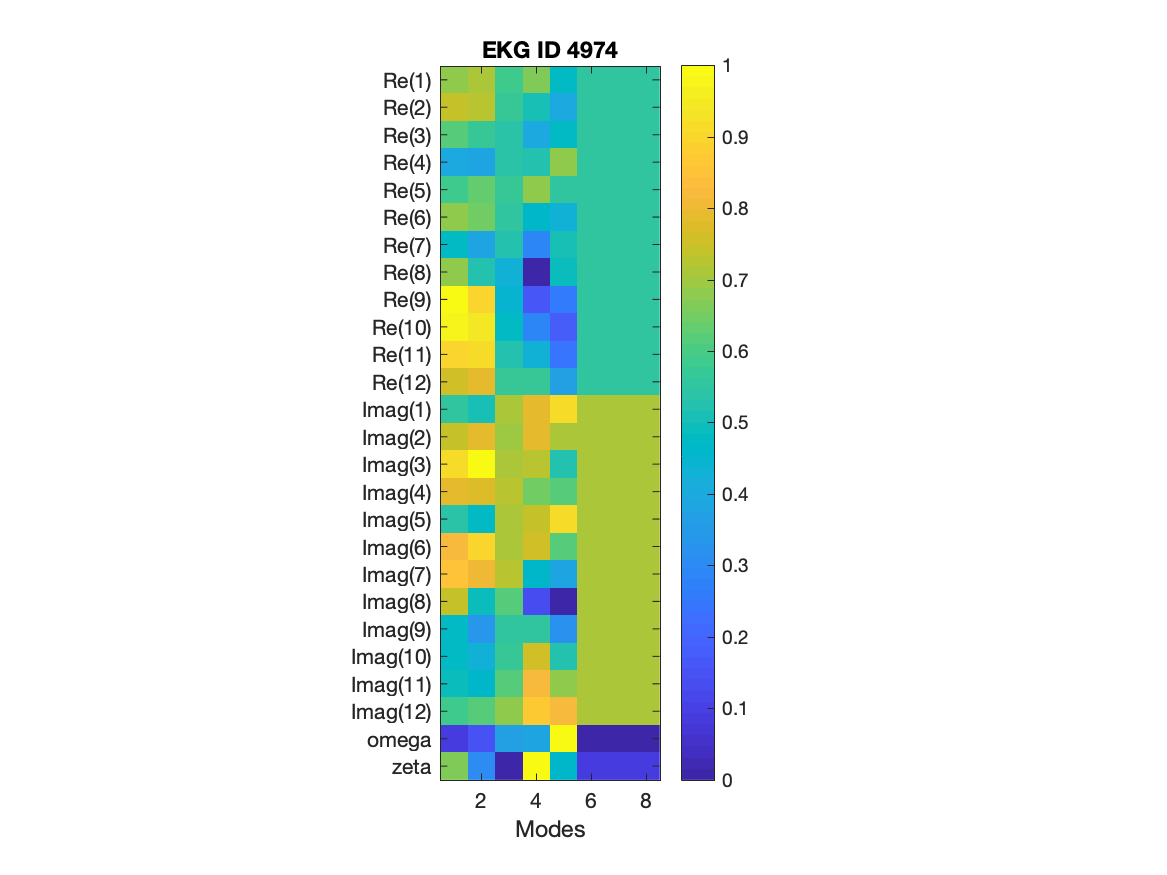 EKG ID 4974
Re(1)
Re(2)
Re(3)
Re(4)
Re(5)
Re(6)
Re(7)
Re(8)
Re(9)
Re(10)
Re(11)
Re(12)
Imag(1)
Imag(2)
Imag(3)
Imag(4)
Imag(5)
Imag(6)
Imag(7)
Imag(8)
Imag(9)
Imag(10)
Imag(11)
Imag(12)
omega
zeta
2 4 6 8
Modes
1
0.9
0.8
0.7
0.6
0.5
0.4
0.3
0.2
0.1
0